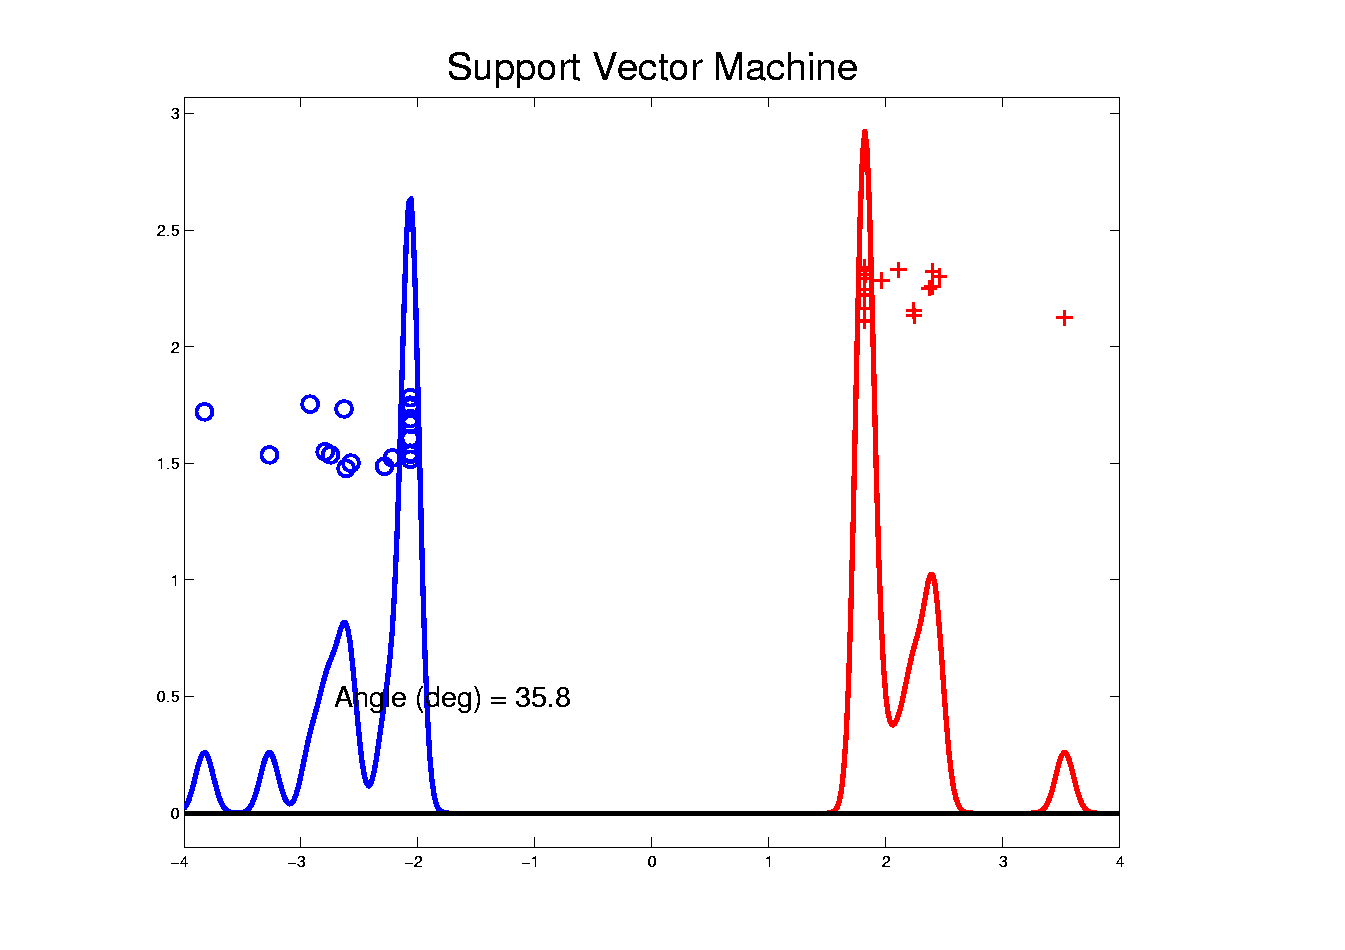 Support Vector Machine
3
2.5
2
1.5
1
0.5
0
Angle (deg) = 35.8
−4 −3 −2 −1 0 1 2 3 4